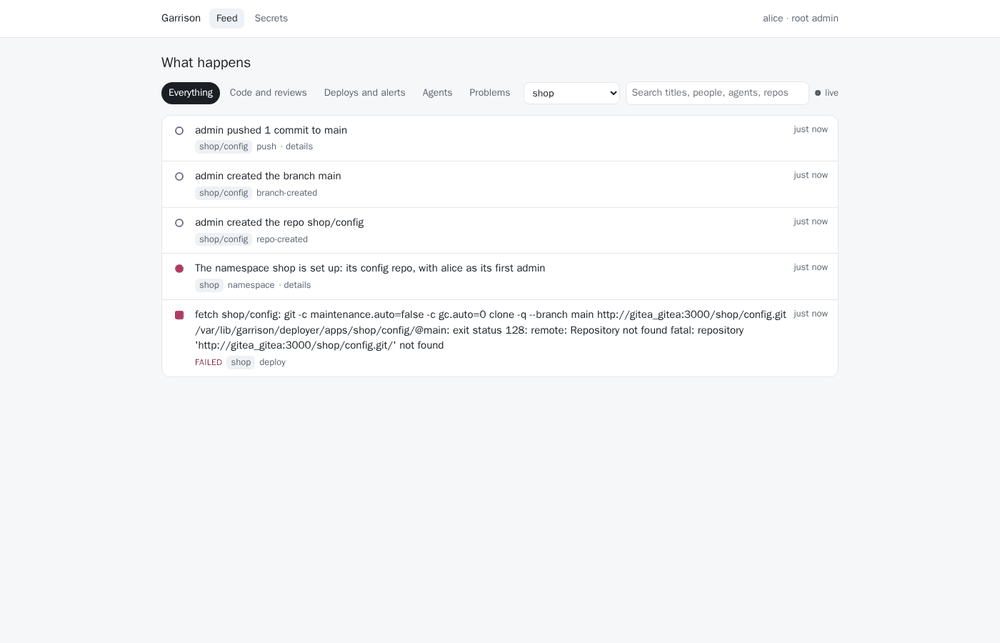 Garrison Feed Secrets alice · root admin
What happens
Everything Code and reviews Deploys and alerts Agents Problems shop Search titles, people, agents, repos live
admin pushed 1 commit to main just now
shop/config push · details
admin created the branch main just now
shop/config branch-created
admin created the repo shop/config just now
shop/config repo-created
The namespace shop is set up: its config repo, with alice as its first admin just now
shop namespace · details
fetch shop/config: git -c maintenance.auto=false -c gc.auto=0 clone -q --branch main http://gitea_gitea:3000/shop/config.git just now
/var/lib/garrison/deployer/apps/shop/config/@main: exit status 128: remote: Repository not found fatal: repository
'http://gitea_gitea:3000/shop/config.git/' not found
FAILED shop deploy